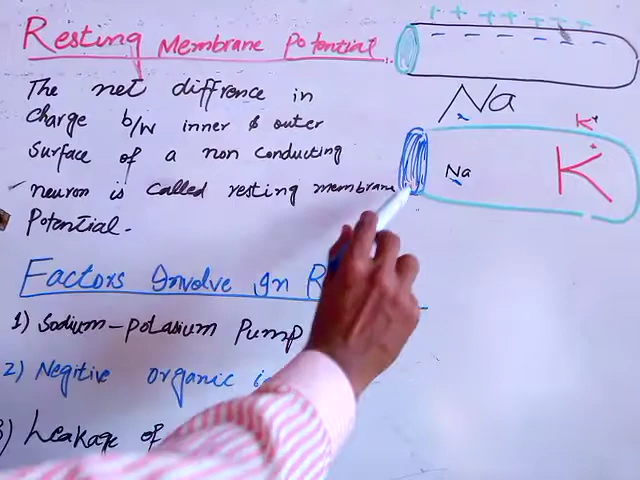 Resting Membrane Potential
+ + + + + + +
- - - - - - -
The net diffrence in
charge b/w inner & outer
surface of a non conducting
neuron is called resting membrane
Potential.
Na
K+
Na
K
Factors Involve In R
1) Sodium-potasium Pump
2) Negitive organic
3) Leakage of